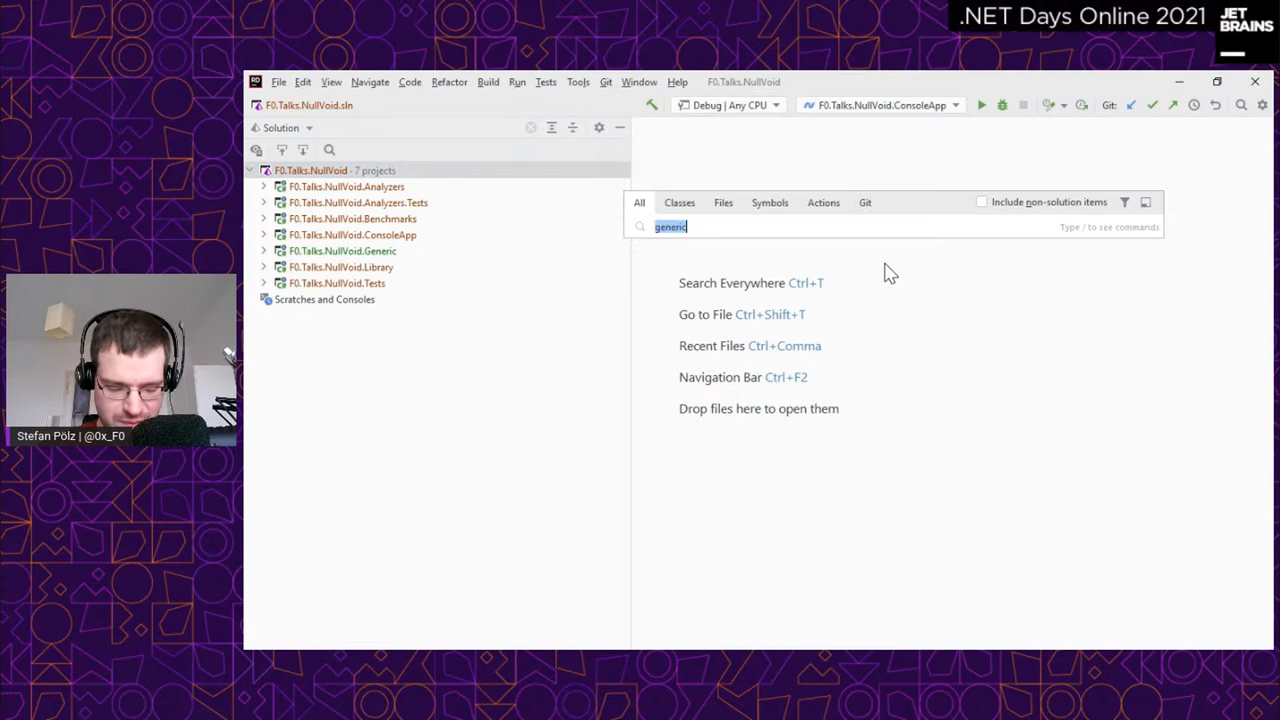 .NET Days Online 2021
JET
BRAINS
RD
File Edit View Navigate Code Refactor Build Run Tests Tools Git Window Help F0.Talks.NullVoid
F0.Talks.NullVoid.sln
Debug | Any CPU
F0.Talks.NullVoid.ConsoleApp
Git:
Solution
F0.Talks.NullVoid · 7 projects
F0.Talks.NullVoid.Analyzers
F0.Talks.NullVoid.Analyzers.Tests
F0.Talks.NullVoid.Benchmarks
F0.Talks.NullVoid.ConsoleApp
F0.Talks.NullVoid.Generic
F0.Talks.NullVoid.Library
F0.Talks.NullVoid.Tests
Scratches and Consoles
All Classes Files Symbols Actions Git Include non-solution items
generic Type / to see commands
Search Everywhere Ctrl+T
Go to File Ctrl+Shift+T
Recent Files Ctrl+Comma
Navigation Bar Ctrl+F2
Drop files here to open them
Stefan Pölz | @0x_F0